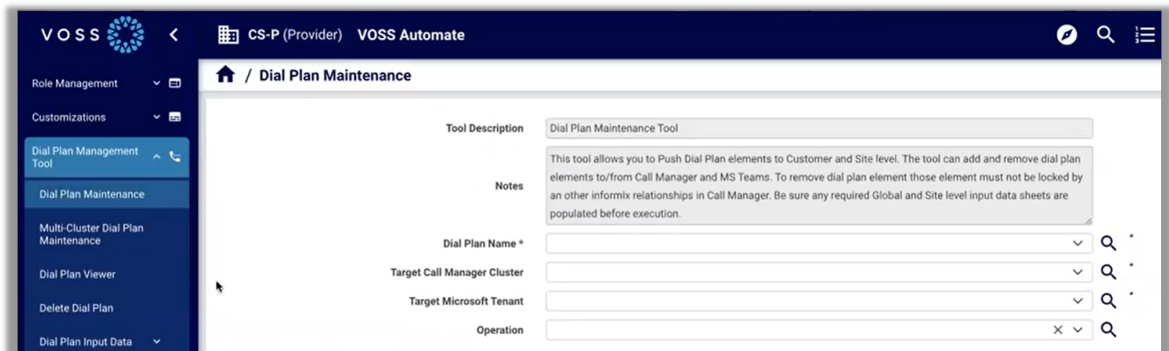 VOSS
CS-P (Provider) VOSS Automate
Role Management
/ Dial Plan Maintenance
Customizations
Dial Plan Management
Tool
Dial Plan Maintenance
Multi-Cluster Dial Plan
Maintenance
Dial Plan Viewer
Delete Dial Plan
Dial Plan Input Data
Tool Description
Dial Plan Maintenance Tool
Notes
This tool allows you to Push Dial Plan elements to Customer and Site level. The tool can add and remove dial plan
elements to/from Call Manager and MS Teams. To remove dial plan element those element must not be locked by
an other informix relationships in Call Manager. Be sure any required Global and Site level input data sheets are
populated before execution.
Dial Plan Name *
Target Call Manager Cluster
Target Microsoft Tenant
Operation